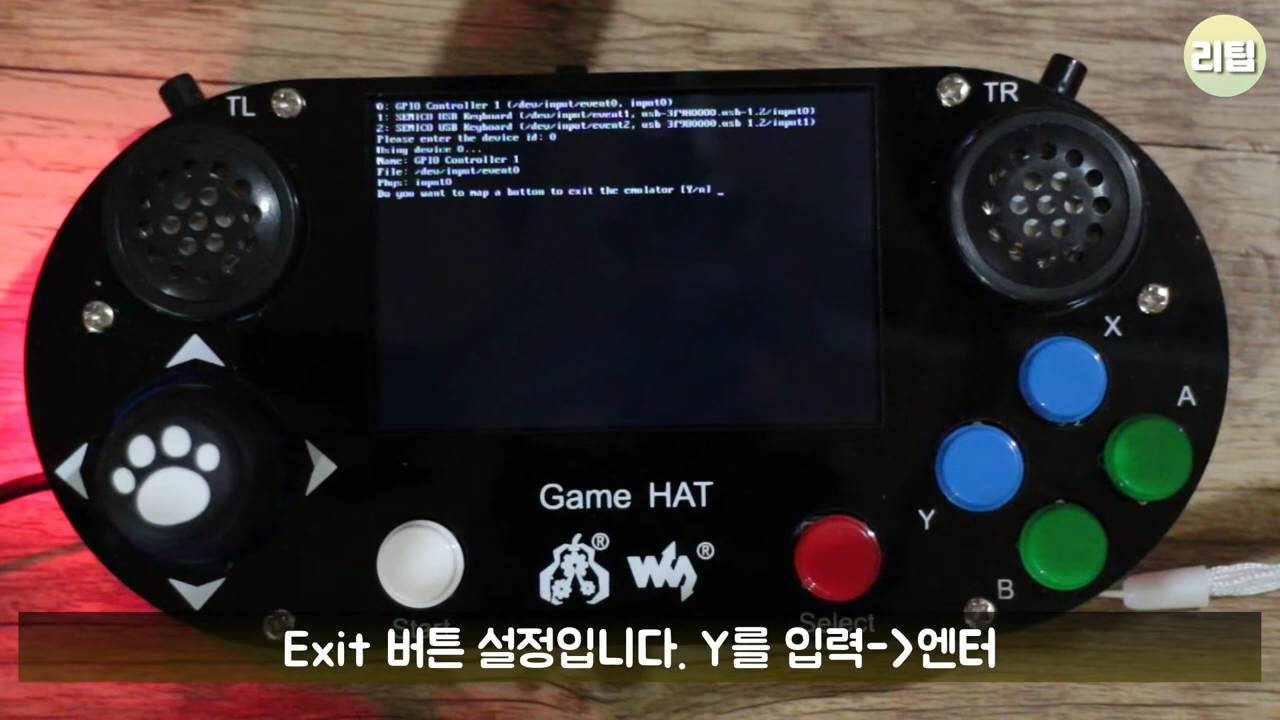 리팁
TL
TR
0: GPIO Controller 1 (/dev/input/event0, input0)
1: SEMICO USB Keyboard (/dev/input/event1, usb-3f980000.usb-1.2/input0)
2: SEMICO USB Keyboard (/dev/input/event2, usb-3f980000.usb-1.2/input1)
Please enter the device id: 0
Using device 0...
Name: GPIO Controller 1
File: /dev/input/event0
Phys: input0
Do you want to map a button to exit the emulator [Y/n] _
X
A
Y
B
Game HAT
®
®
Start
Select
Exit 버튼 설정입니다. Y를 입력->엔터